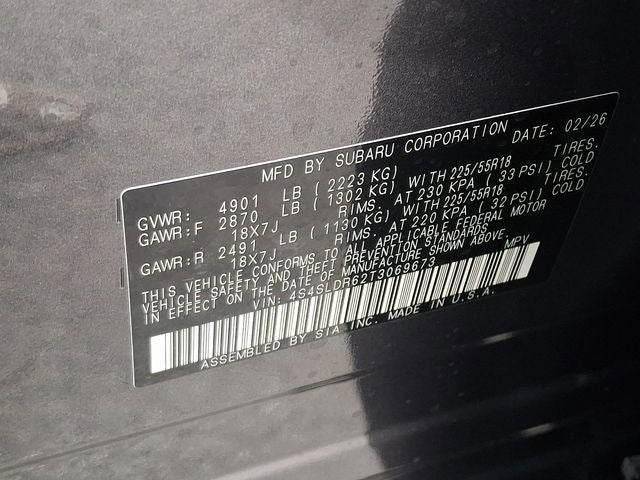 MFD BY SUBARU CORPORATION DATE: 02/26
GVWR: 4901 LB ( 2223 KG)
GAWR:F 2870 LB ( 1302 KG) WITH 225/55R18 TIRES.
18X7J RIMS. AT 230 KPA ( 33 PSI) COLD
GAWR:R 2491 LB ( 1130 KG) WITH 225/55R18 TIRES.
18X7J RIMS. AT 220 KPA ( 32 PSI) COLD
THIS VEHICLE CONFORMS TO ALL APPLICABLE FEDERAL MOTOR
VEHICLE SAFETY AND THEFT PREVENTION STANDARDS
IN EFFECT ON THE DATE OF MANUFACTURE SHOWN ABOVE.
VIN: 4S4SLDR62T3069673 MPV
ASSEMBLED BY SIA INC. MADE IN U.S.A.